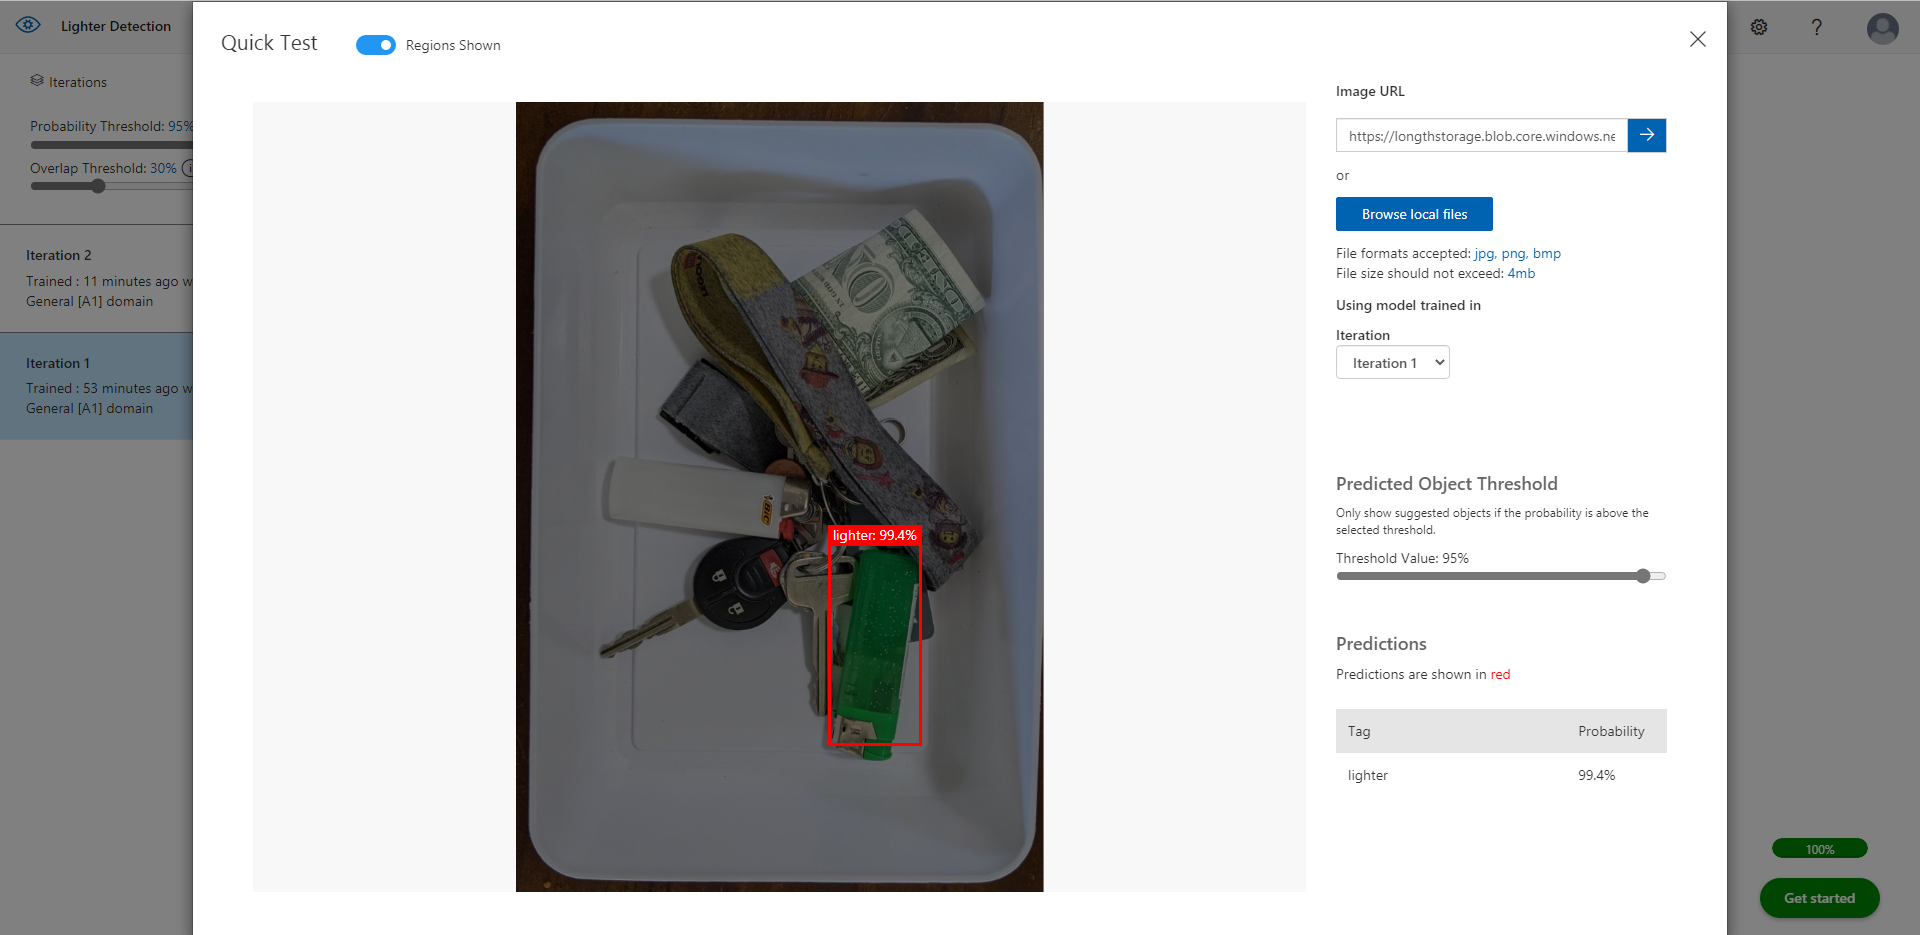 Lighter Detection
Iterations
Probability Threshold: 95%
Overlap Threshold: 30%
Iteration 2
Trained : 11 minutes ago w
General [A1] domain
Iteration 1
Trained : 53 minutes ago w
General [A1] domain
Quick Test
Regions Shown
BIC
lighter: 99.4%
Image URL
https://longthstorage.blob.core.windows.ne
or
Browse local files
File formats accepted: jpg, png, bmp
File size should not exceed: 4mb
Using model trained in
Iteration
Iteration 1
Predicted Object Threshold
Only show suggested objects if the probability is above the
selected threshold.
Threshold Value: 95%
Predictions
Predictions are shown in red
Tag Probability
lighter 99.4%
?
100%
Get started